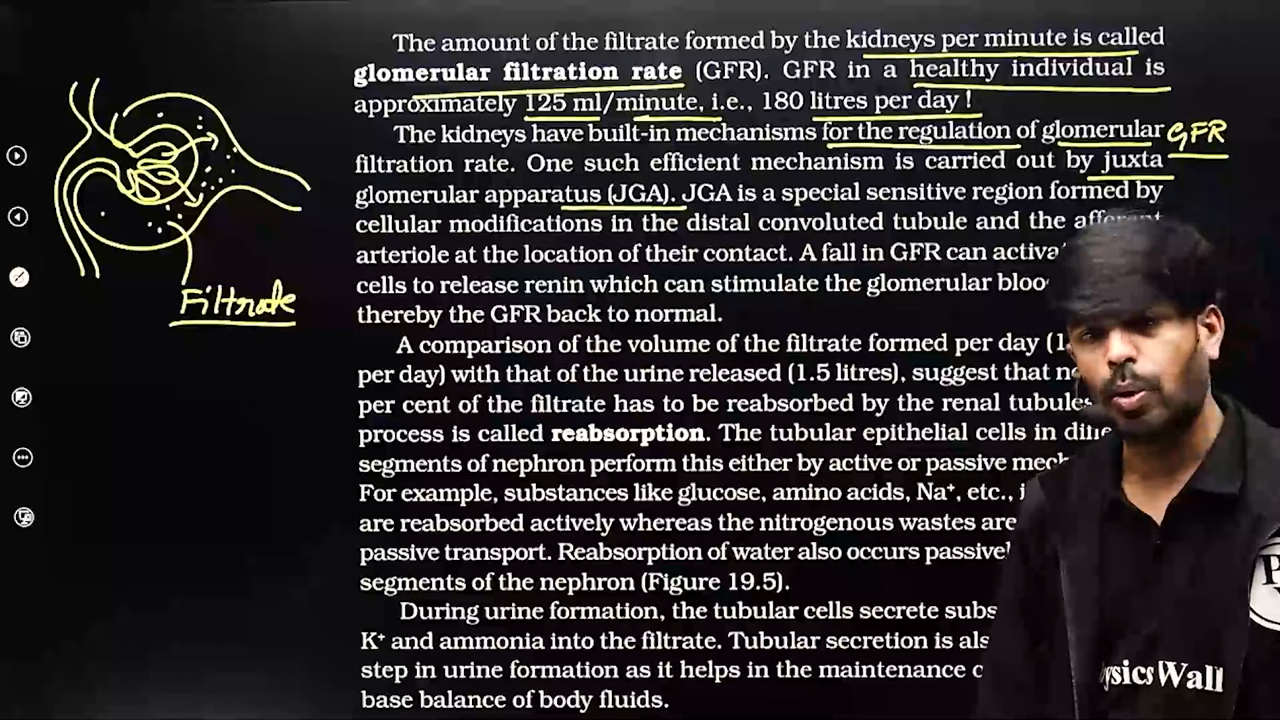 The amount of the filtrate formed by the kidneys per minute is called
glomerular filtration rate (GFR). GFR in a healthy individual is
approximately 125 ml/minute, i.e., 180 litres per day !
The kidneys have built-in mechanisms for the regulation of glomerular GFR
filtration rate. One such efficient mechanism is carried out by juxta
glomerular apparatus (JGA). JGA is a special sensitive region formed by
cellular modifications in the distal convoluted tubule and the afferent
arteriole at the location of their contact. A fall in GFR can
cells to release renin which can stimulate the glomerular
thereby the GFR back to normal.
Filtrate
A comparison of the volume of the filtrate formed per day
per day) with that of the urine released (1.5 litres), suggest that
per cent of the filtrate has to be reabsorbed by the renal tubules
process is called reabsorption. The tubular epithelial cells in
segments of nephron perform this either by active or passive
For example, substances like glucose, amino acids, Na⁺, etc.,
are reabsorbed actively whereas the nitrogenous wastes are
passive transport. Reabsorption of water also occurs
segments of the nephron (Figure 19.5).
During urine formation, the tubular cells secrete
K⁺ and ammonia into the filtrate. Tubular secretion is
step in urine formation as it helps in the maintenance
base balance of body fluids.
Wall